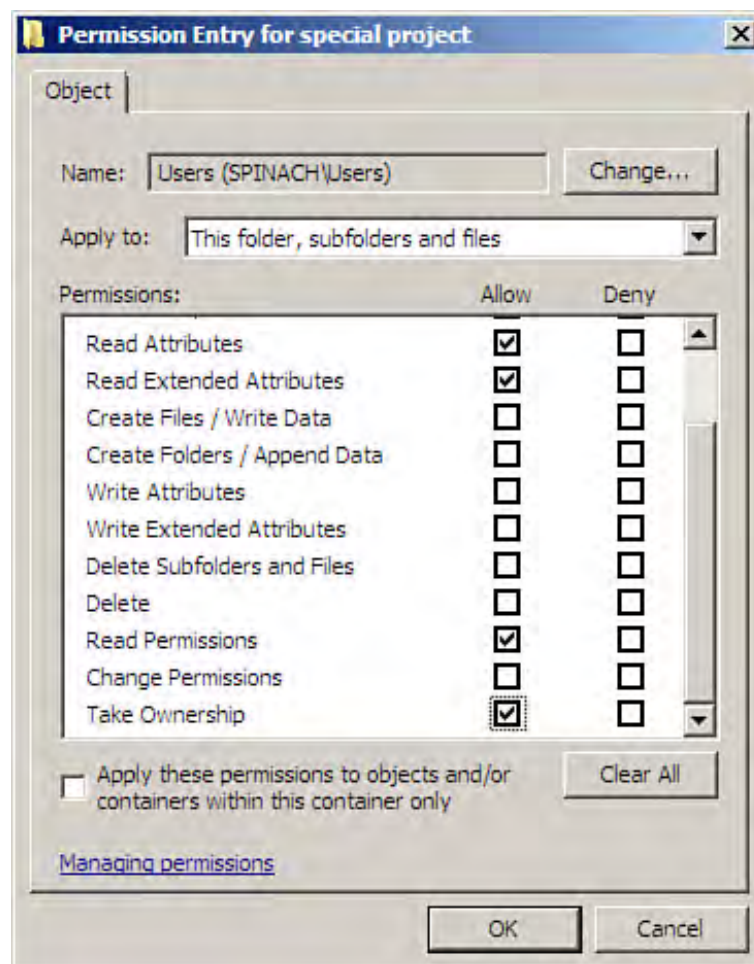 Permission Entry for special project
Object
Name: Users (SPINACH\Users) Change...
Apply to: This folder, subfolders and files
Permissions: Allow Deny
Read Attributes
Read Extended Attributes
Create Files / Write Data
Create Folders / Append Data
Write Attributes
Write Extended Attributes
Delete Subfolders and Files
Delete
Read Permissions
Change Permissions
Take Ownership
Apply these permissions to objects and/or Clear All
containers within this container only
Managing permissions
OK Cancel